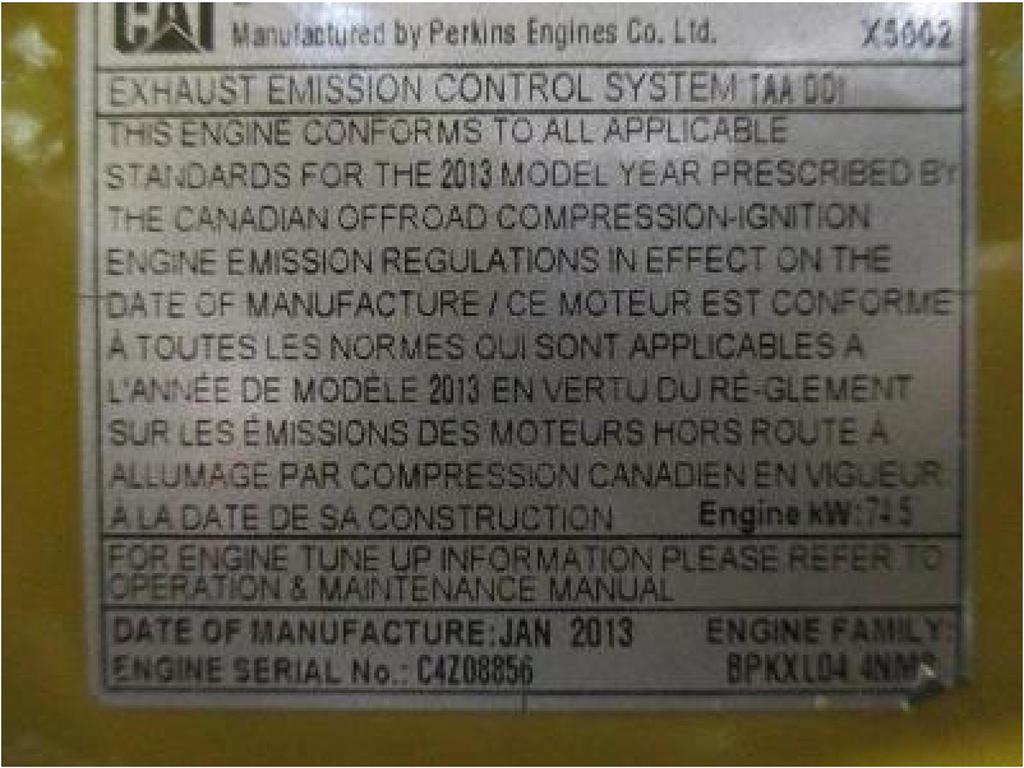 CAT Manufactured by Perkins Engines Co. Ltd. X5002
EXHAUST EMISSION CONTROL SYSTEM TAA DDI
THIS ENGINE CONFORMS TO ALL APPLICABLE
STANDARDS FOR THE 2013 MODEL YEAR PRESCRIBED BY
THE CANADIAN OFFROAD COMPRESSION-IGNITION
ENGINE EMISSION REGULATIONS IN EFFECT ON THE
DATE OF MANUFACTURE / CE MOTEUR EST CONFORME
À TOUTES LES NORMES QUI SONT APPLICABLES A
L'ANNÉE DE MODÈLE 2013 EN VERTU DU RÉ-GLEMENT
SUR LES ÉMISSIONS DES MOTEURS HORS ROUTE À
ALLUMAGE PAR COMPRESSION CANADIEN EN VIGUEUR
À LA DATE DE SA CONSTRUCTION Engine kW:74.5
FOR ENGINE TUNE UP INFORMATION PLEASE REFER TO
OPERATION & MAINTENANCE MANUAL
DATE OF MANUFACTURE:JAN 2013 ENGINE FAMILY:
ENGINE SERIAL No.: C4Z08856